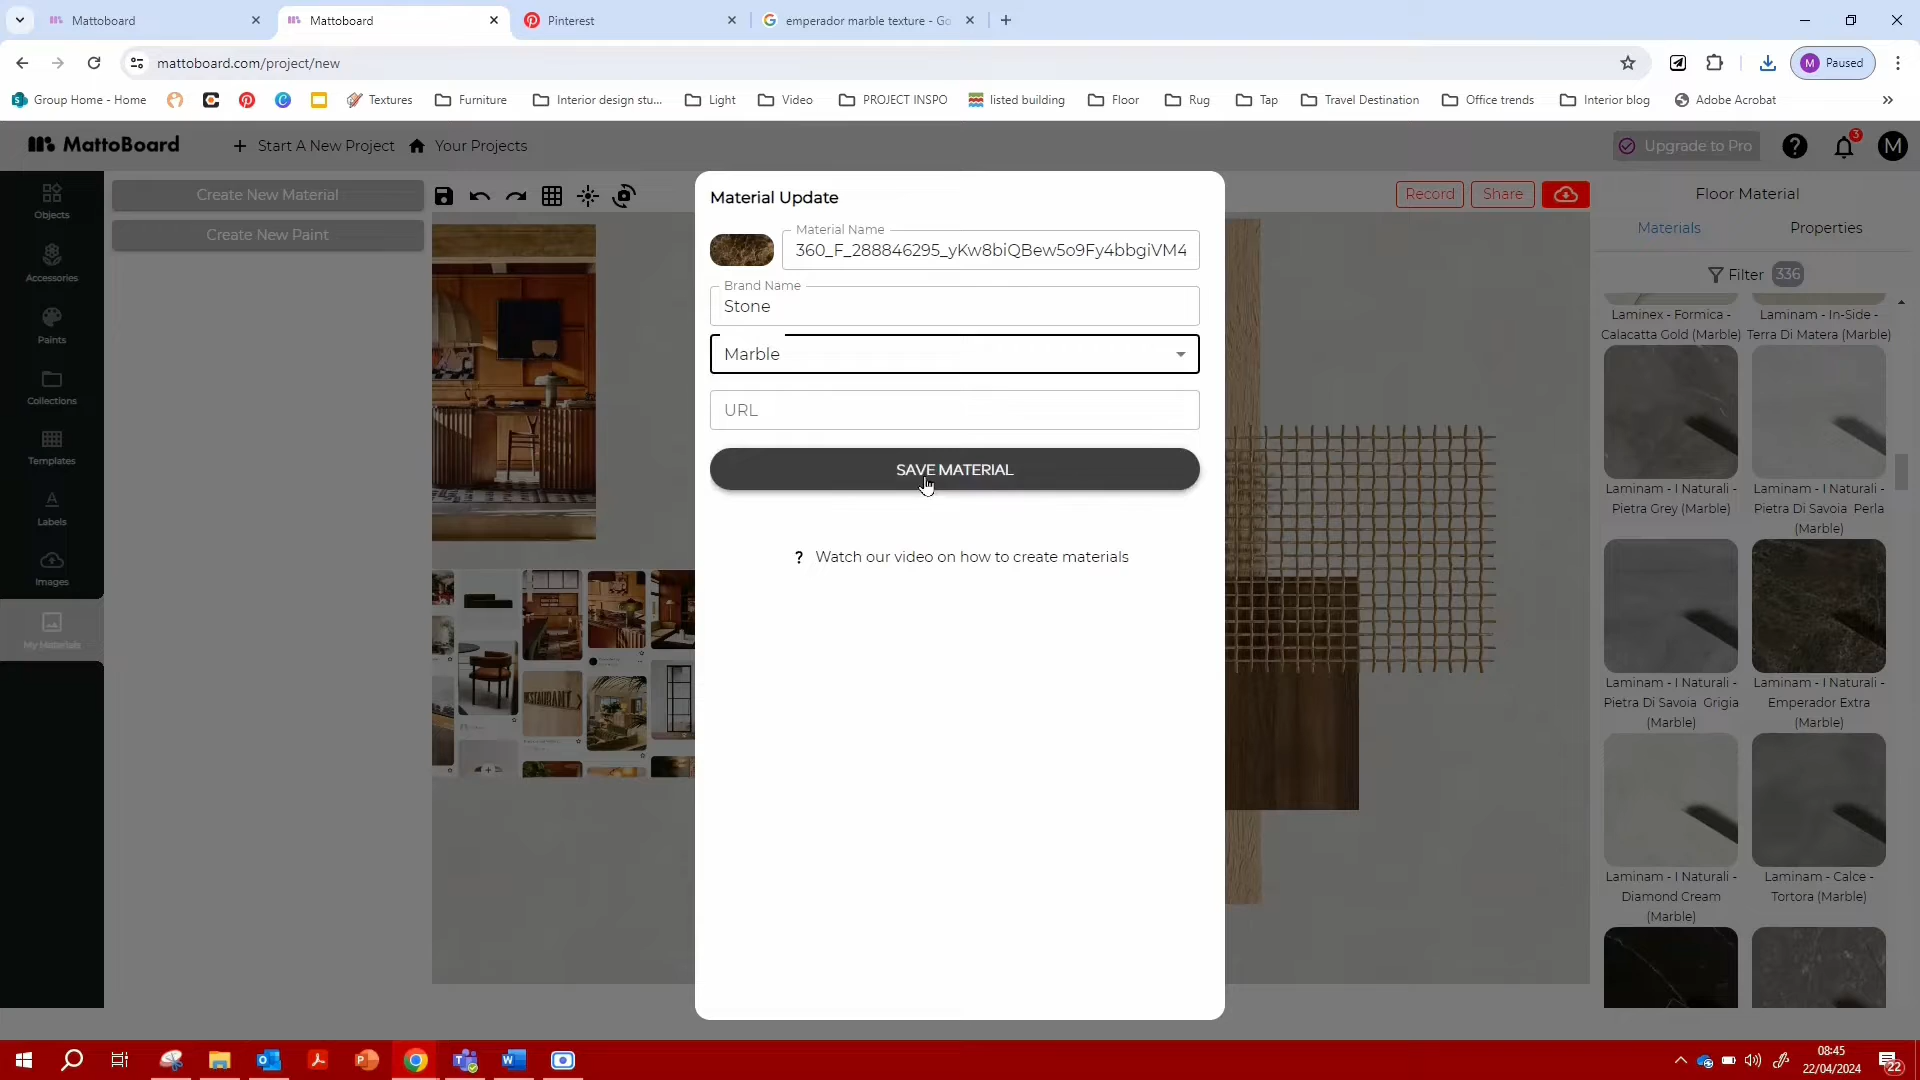 Mattoboard
Mattoboard
Pinterest
emperador marble texture - Go
mattoboard.com/project/new
M Paused
Group Home - Home
Textures
Furniture
Interior design stu...
Light
Video
PROJECT INSPO
listed building
Floor
Rug
Tap
Travel Destination
Office trends
Interior blog
Adobe Acrobat
»
MattoBoard
+ Start A New Project
Your Projects
Upgrade to Pro
?
3
M
Objects
Accessories
Paints
Collections
Templates
Labels
Images
My Materials
Create New Material
Create New Paint
Record
Share
Material Update
Material Name
360_F_288846295_yKw8biQBew5o9Fy4bbgiVM4
Brand Name
Stone
Marble
URL
SAVE MATERIAL
? Watch our video on how to create materials
Floor Material
Materials
Properties
Filter 336
Laminex - Formica -
Calacatta Gold (Marble)
Laminam - In-Side -
Terra Di Matera (Marble)
Laminam - I Naturali -
Pietra Grey (Marble)
Laminam - I Naturali -
Pietra Di Savoia Perla
(Marble)
Laminam - I Naturali -
Pietra Di Savoia Grigia
(Marble)
Laminam - I Naturali -
Emperador Extra
(Marble)
Laminam - I Naturali -
Diamond Cream
(Marble)
Laminam - Calce -
Tortora (Marble)
08:45
22/04/2024
22